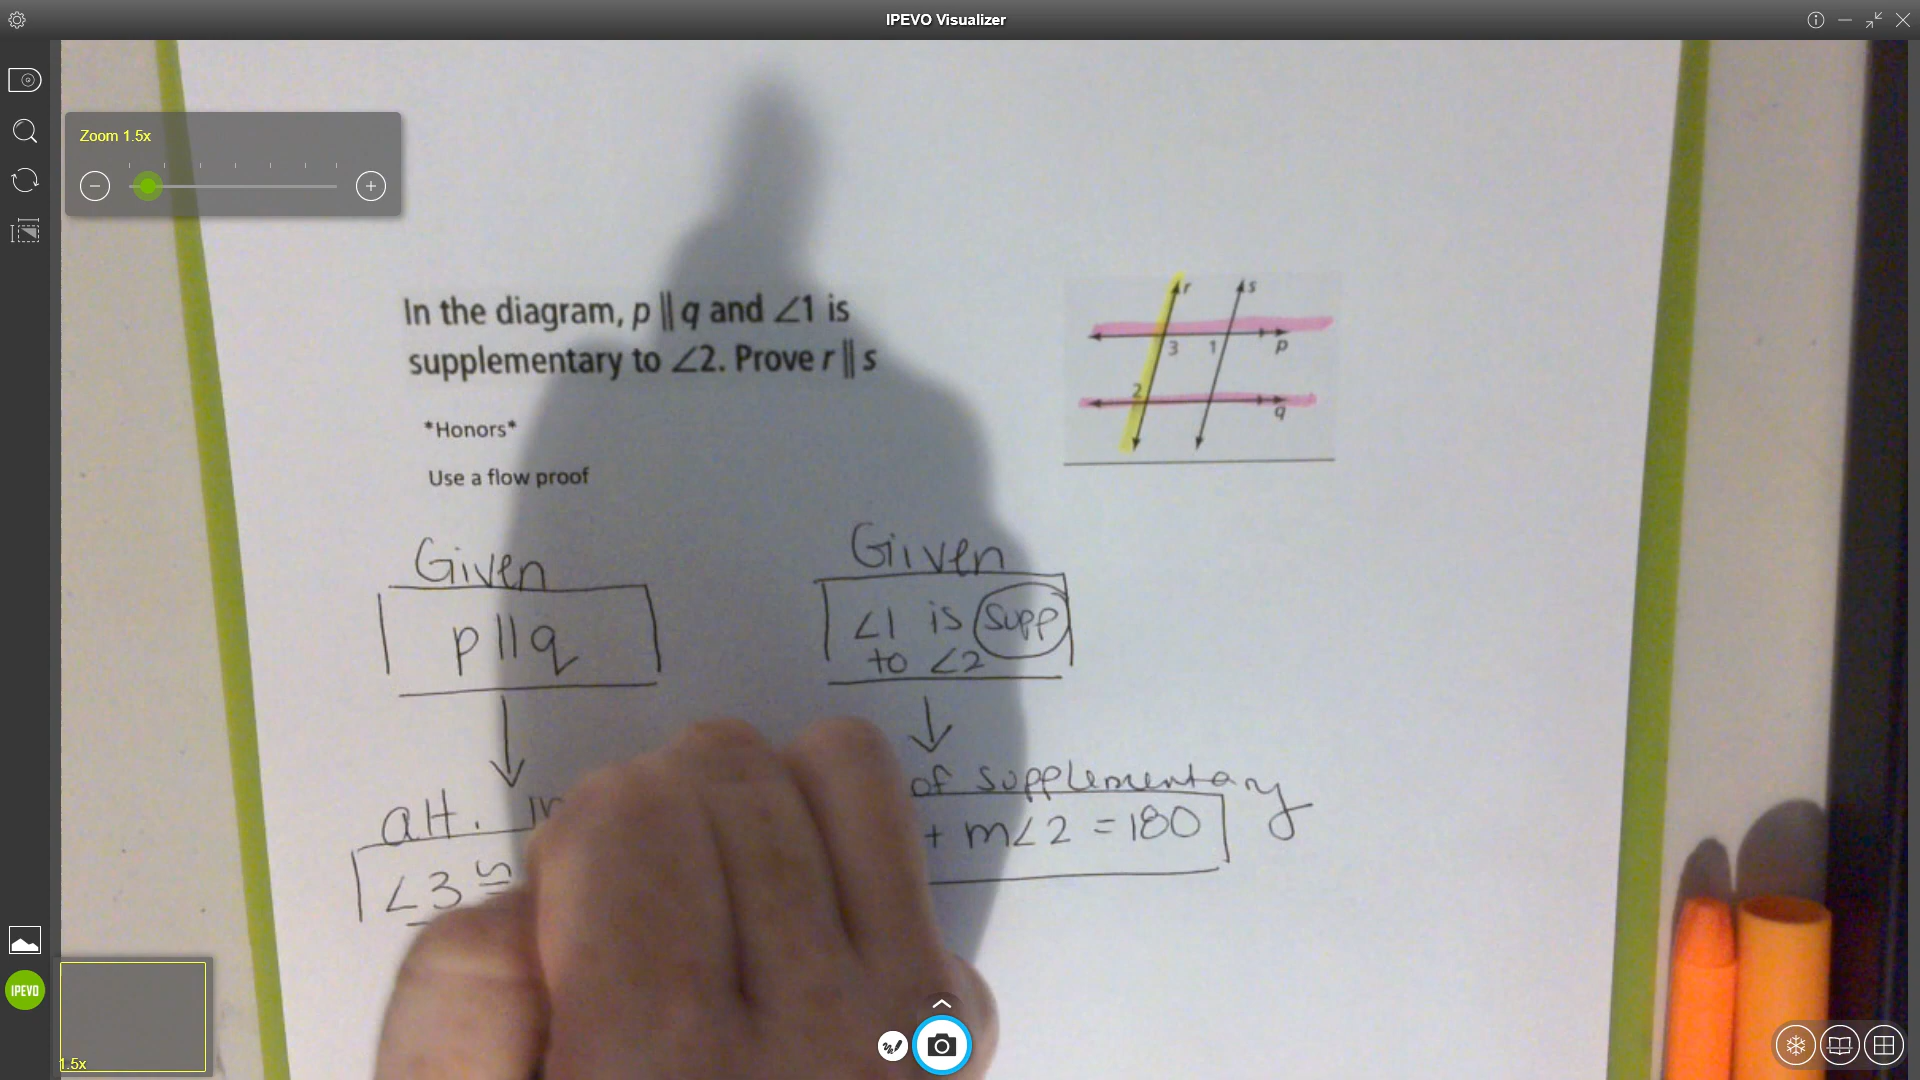 IPEVO Visualizer
Zoom 1.5x
In the diagram, p ∥ q and ∠1 is
supplementary to ∠2. Prove r ∥ s
*Honors*
Use a flow proof
r
s
3
1
p
2
q
Given
p ∥ q
Given
∠1 is supp
to ∠2
alt.
∠3 ≅
of supplementary
+ m∠2 = 180
IPEVO
1.5x